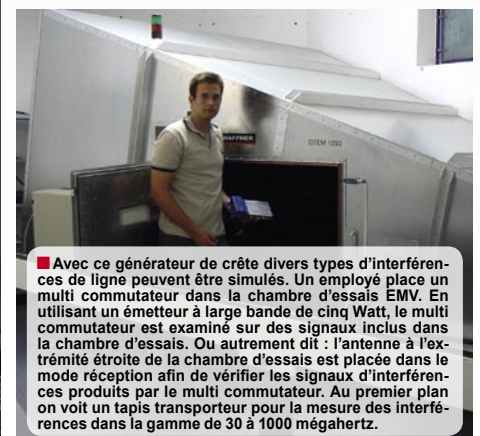 HAFFNER
GTEM 1250
Avec ce générateur de crête divers types d'interféren-
ces de ligne peuvent être simulés. Un employé place un
multi commutateur dans la chambre d'essais EMV. En
utilisant un émetteur à large bande de cinq Watt, le multi
commutateur est examiné sur des signaux inclus dans
la chambre d'essais. Ou autrement dit : l'antenne à l'ex-
trémité étroite de la chambre d'essais est placée dans le
mode réception afin de vérifier les signaux d'interféren-
ces produits par le multi commutateur. Au premier plan
on voit un tapis transporteur pour la mesure des interfé-
rences dans la gamme de 30 à 1000 mégahertz.